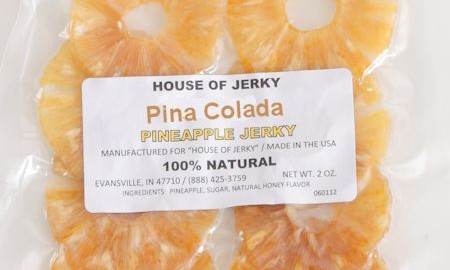 HOUSE OF JERKY
Pina Colada
PINEAPPLE JERKY
MANUFACTURED FOR "HOUSE OF JERKY" / MADE IN THE USA
100% NATURAL
EVANSVILLE, IN 47710 / (888) 425-3759 NET WT. 2 OZ.
INGREDIENTS: PINEAPPLE, SUGAR, NATURAL HONEY FLAVOR
060112